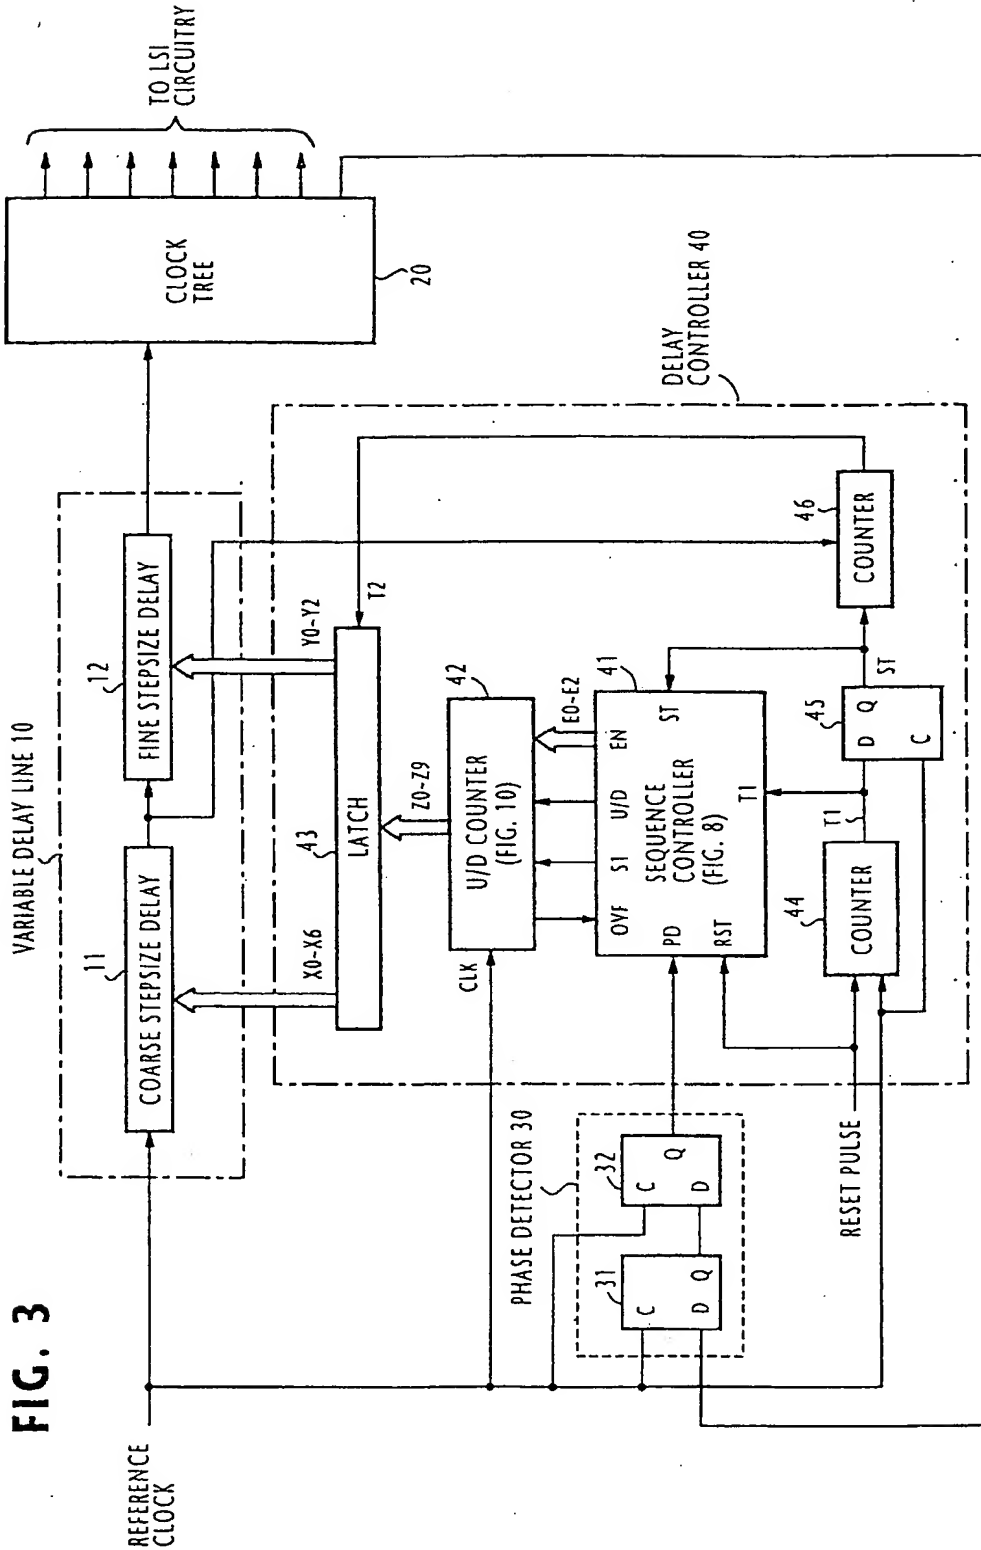 FIG. 3
REFERENCE
CLOCK
VARIABLE DELAY LINE 10
11
COARSE STEPSIZE DELAY
12
FINE STEPSIZE DELAY
CLOCK
TREE
20
TO LSI
CIRCUITRY
X0~X6
Y0~Y2
43
LATCH
T2
Z0~Z9
CLK
42
U/D COUNTER
(FIG. 10)
E0~E2
41
OVF
S1
U/D
EN
PD
SEQUENCE
CONTROLLER
(FIG. 8)
ST
RST
T1
DELAY
CONTROLLER 40
PHASE DETECTOR 30
31
C
D
Q
32
C
D
Q
RESET PULSE
44
COUNTER
T1
45
D
Q
C
ST
46
COUNTER